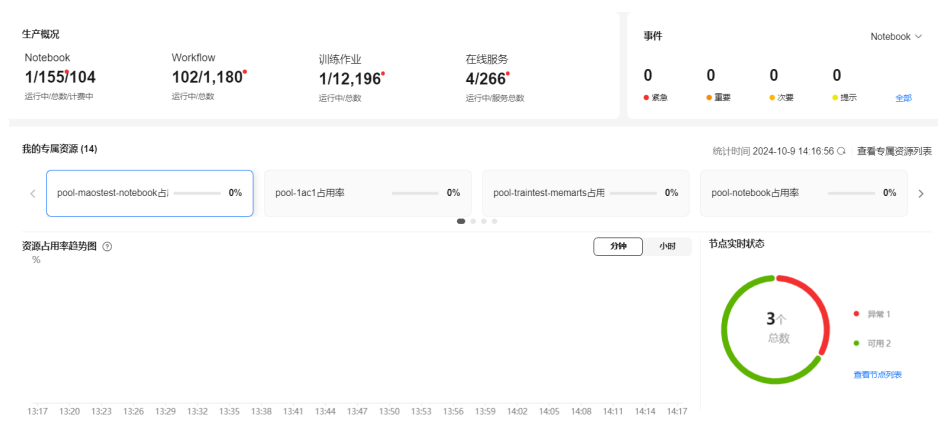 生产概况
Notebook
1/155/104
运行中/总数/计费中
Workflow
102/1,180
运行中/总数
训练作业
1/12,196
运行中/总数
在线服务
4/266
运行中/服务总数
事件
Notebook
0
紧急
0
重要
0
次要
0
提示
全部
我的专属资源 (14)
统计时间 2024-10-9 14:16:56
查看专属资源列表
pool-maostest-notebook占 0%
pool-1ac1占用率 0%
pool-traintest-memarts占用 0%
pool-notebook占用率 0%
资源占用率趋势图
分钟 小时
%
13:17 13:20 13:23 13:26 13:29 13:32 13:35 13:38 13:41 13:44 13:47 13:50 13:53 13:56 13:59 14:02 14:05 14:08 14:11 14:14 14:17
节点实时状态
3个
总数
异常 1
可用 2
查看节点列表